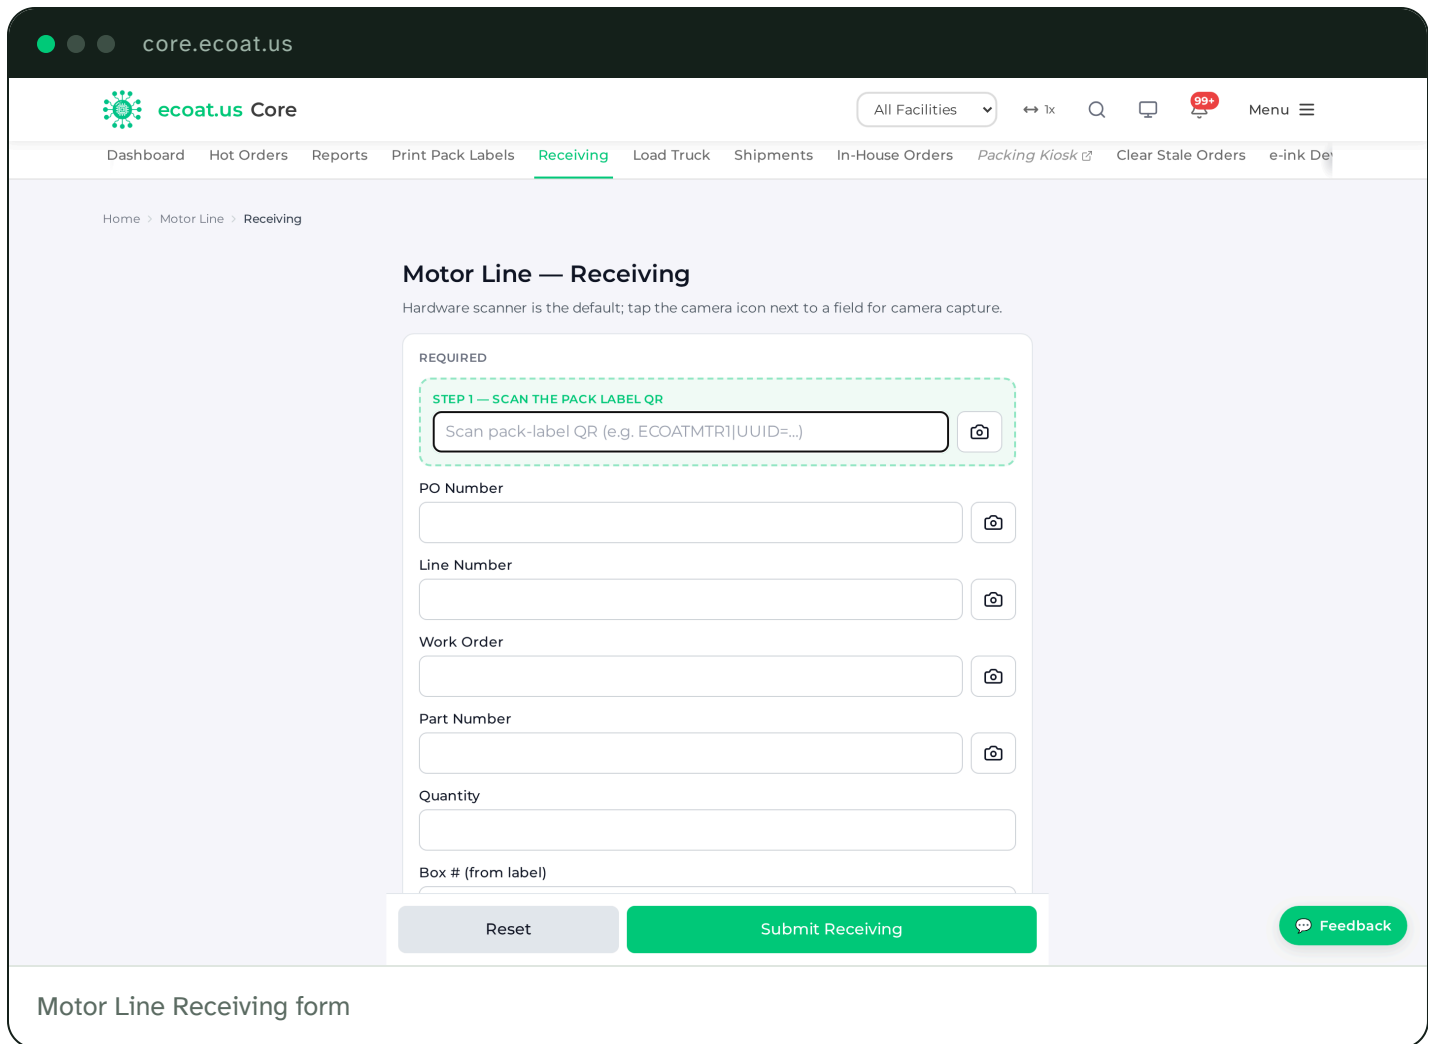 core.ecoat.us
ecoat.us Core
All Facilities
1x
99+
Menu
Dashboard
Hot Orders
Reports
Print Pack Labels
Receiving
Load Truck
Shipments
In-House Orders
Packing Kiosk
Clear Stale Orders
e-ink
Home
Motor Line
Receiving
Motor Line — Receiving
Hardware scanner is the default; tap the camera icon next to a field for camera capture.
REQUIRED
STEP 1 — SCAN THE PACK LABEL QR
Scan pack-label QR (e.g. ECOATMTR1|UUID=...)
PO Number
Line Number
Work Order
Part Number
Quantity
Box # (from label)
Reset
Submit Receiving
Feedback
Motor Line Receiving form